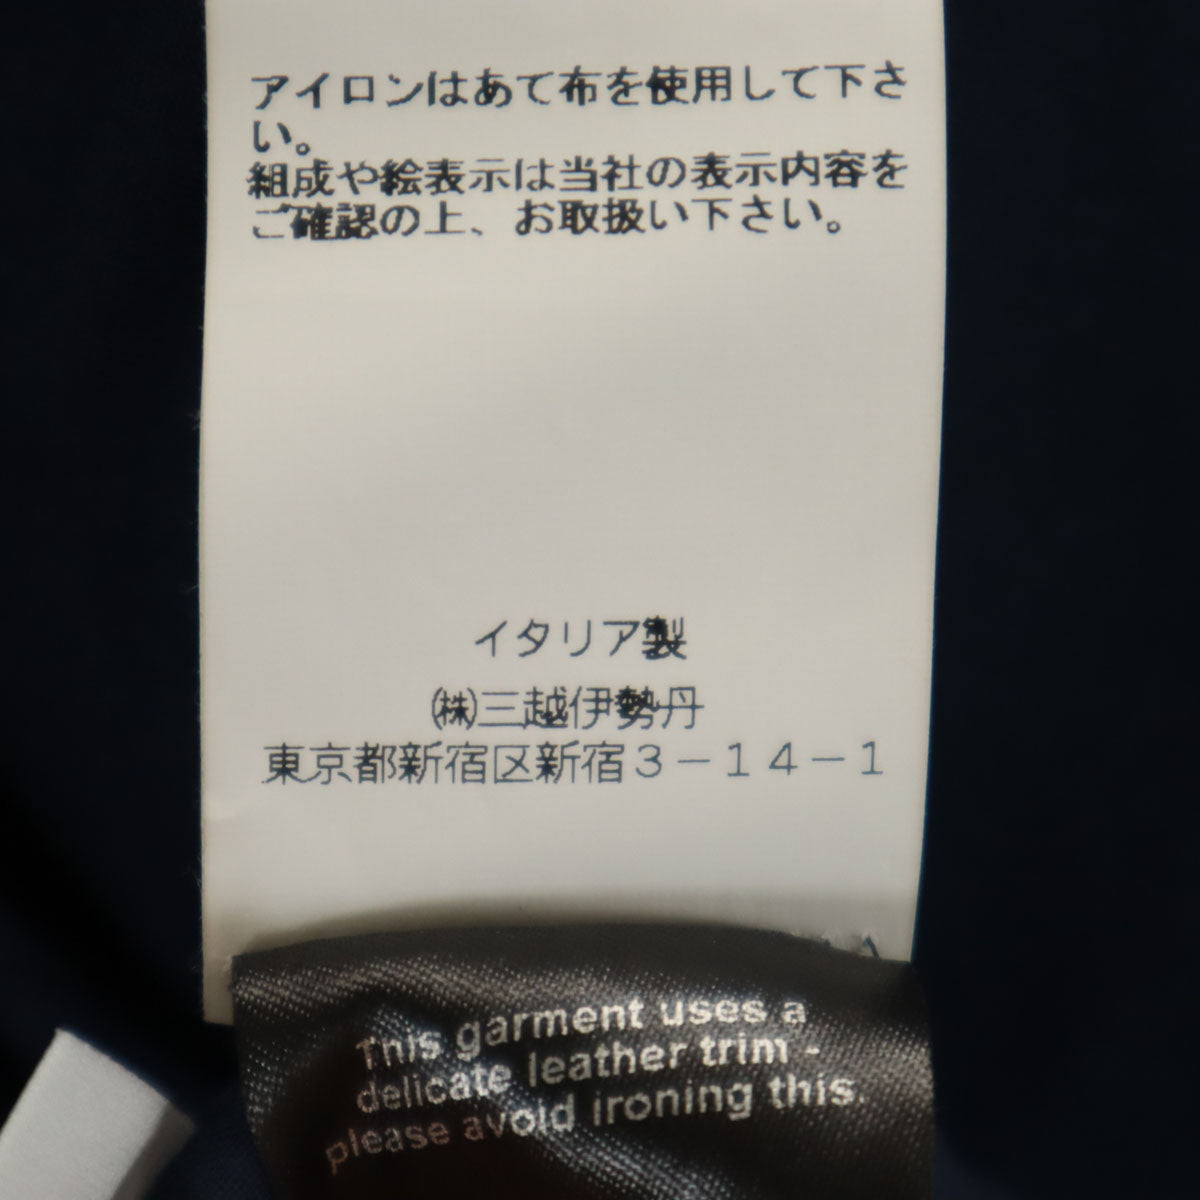 アイロンはあて布を使用して下さ
い。
組成や絵表示は当社の表示内容を
ご確認の上、お取扱い下さい。
イタリア製
㈱三越伊勢丹
東京都新宿区新宿3-14-1
This garment uses a
delicate leather trim -
please avoid ironing this.